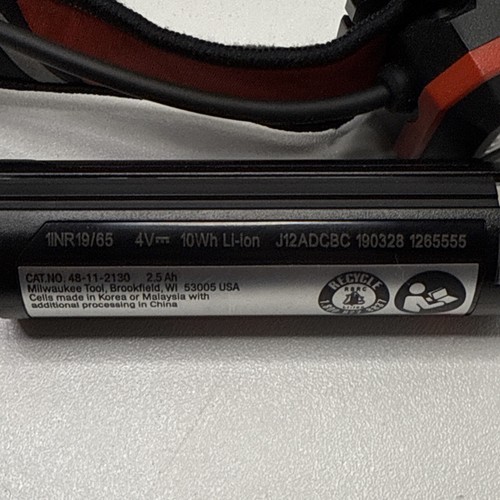 1INR19/65 4V⎓ 10Wh Li-Ion J12ADCBC 190328 1265555
CAT.NO. 48-11-2130 2.5 Ah
Milwaukee Tool, Brookfield, WI 53005 USA
Cells made in Korea or Malaysia with
additional processing in China
RECYCLE
RBRC